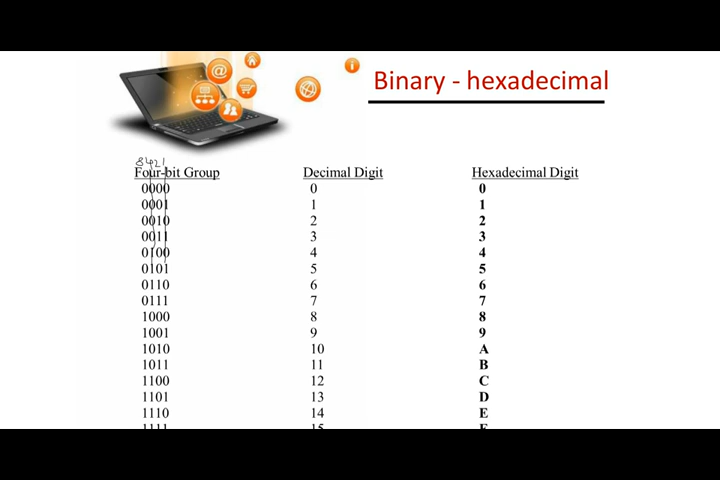 Binary - hexadecimal
8421
Four-bit Group Decimal Digit Hexadecimal Digit
0000 0 0
0001 1 1
0010 2 2
0011 3 3
0100 4 4
0101 5 5
0110 6 6
0111 7 7
1000 8 8
1001 9 9
1010 10 A
1011 11 B
1100 12 C
1101 13 D
1110 14 E
1111 15 F